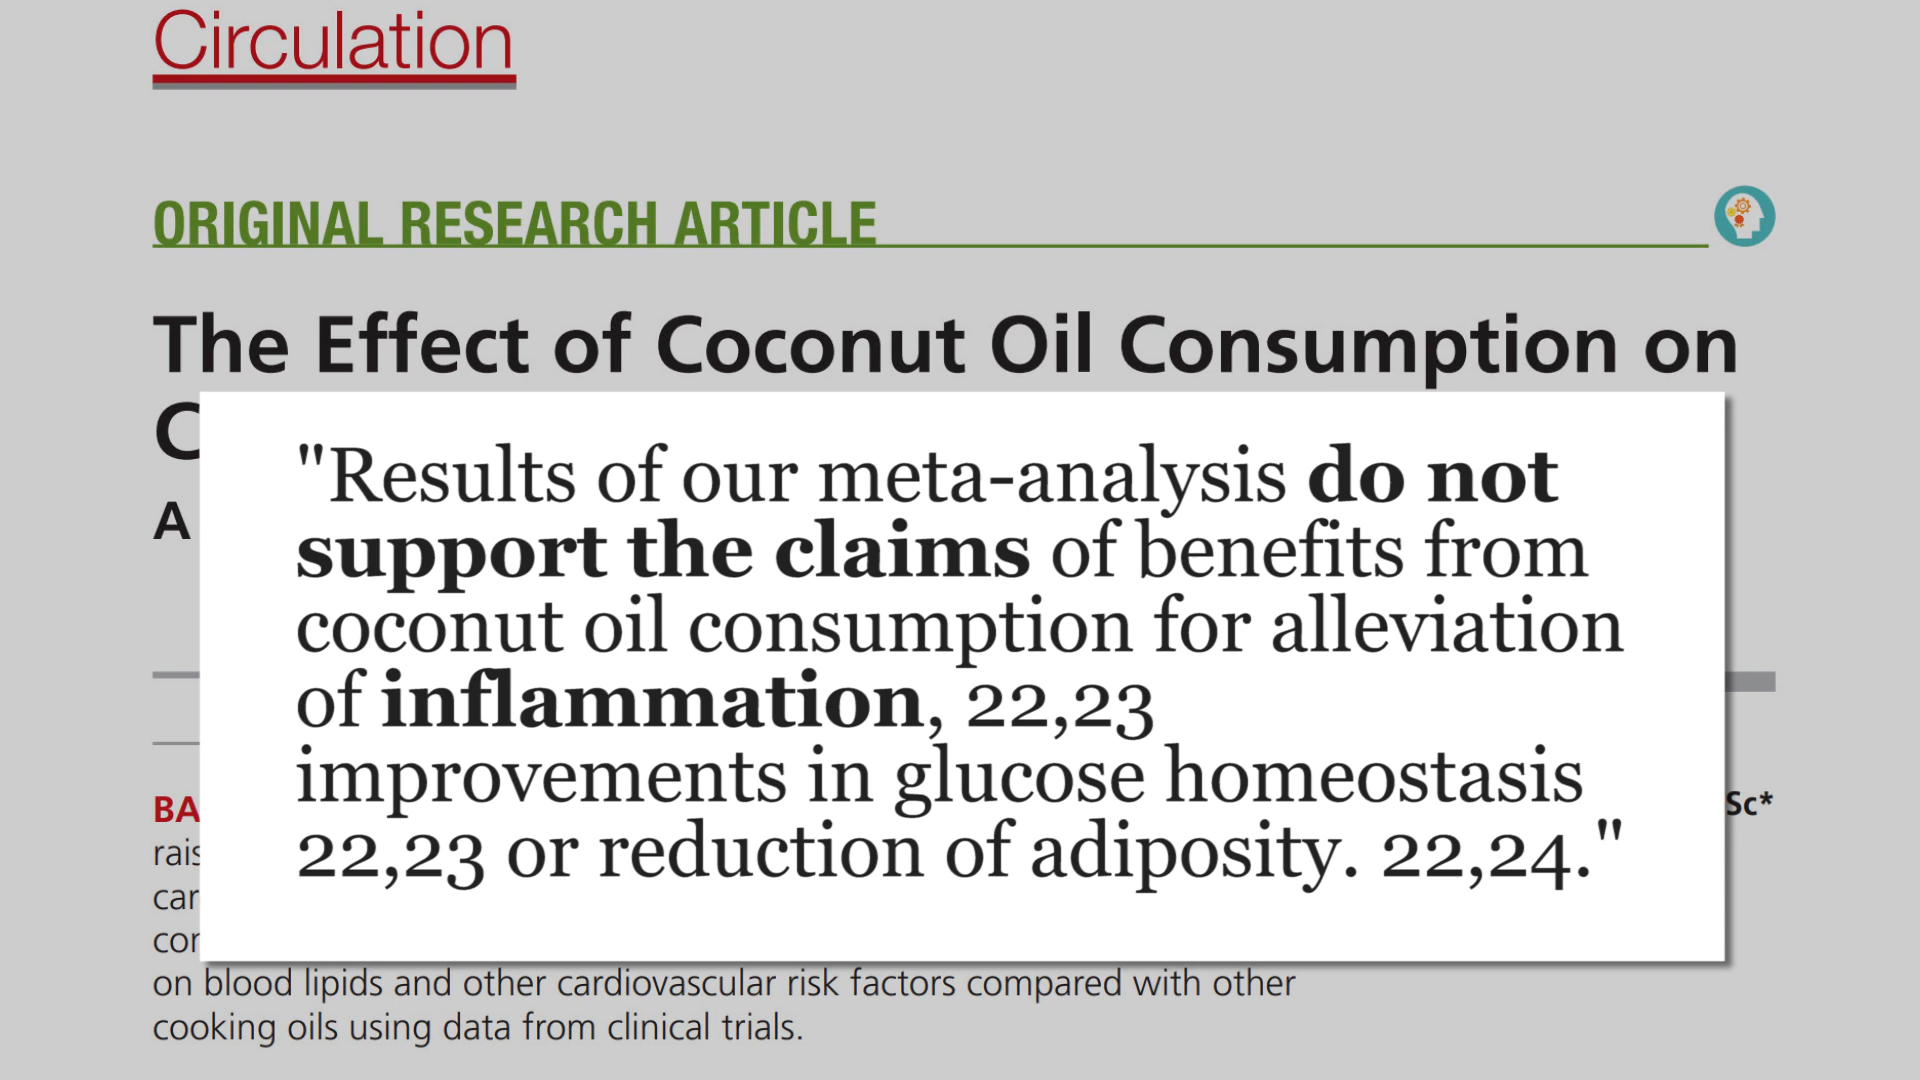 Circulation
ORIGINAL RESEARCH ARTICLE
The Effect of Coconut Oil Consumption on
C
A
"Results of our meta-analysis do not
support the claims of benefits from
coconut oil consumption for alleviation
of inflammation, 22,23
improvements in glucose homeostasis
22,23 or reduction of adiposity. 22,24."
BA
Sc*
rais
car
cor
on blood lipids and other cardiovascular risk factors compared with other
cooking oils using data from clinical trials.